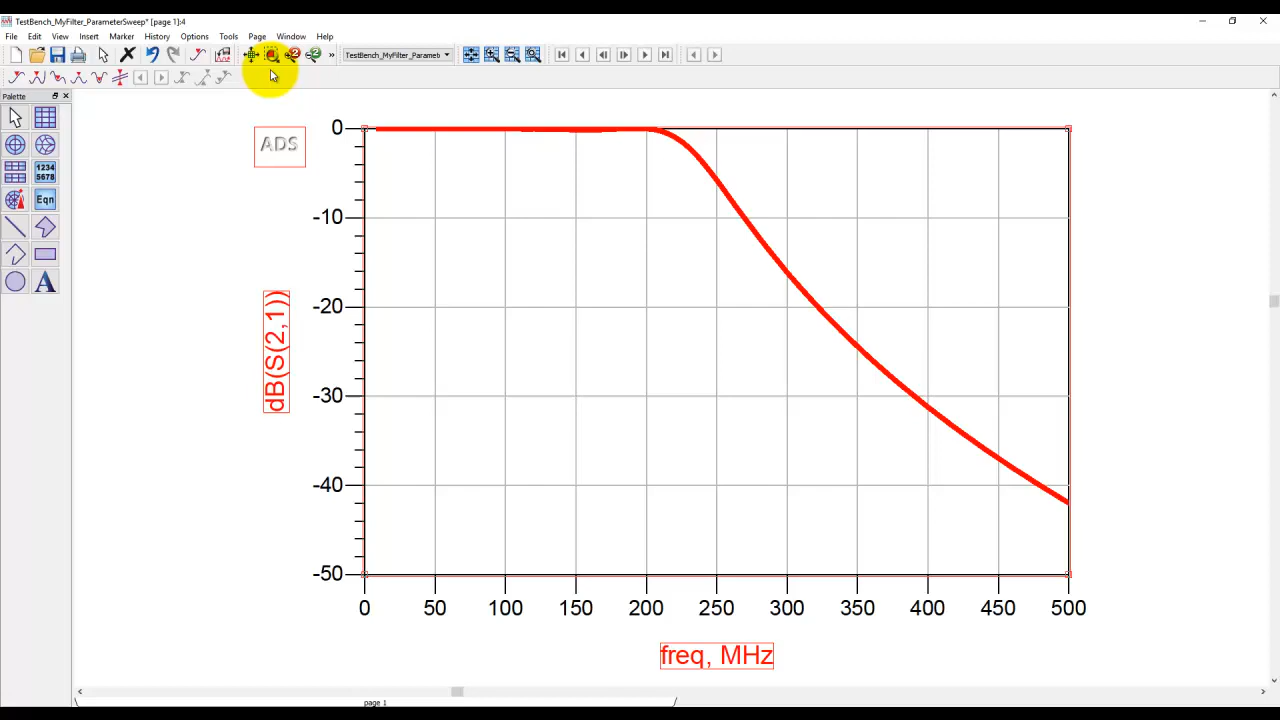 TestBench_MyFilter_ParameterSweep* [page 1]:4
File Edit View Insert Marker History Options Tools Page Window Help
TestBench_MyFilter_Parameb
Palette
1234
5678
Eqn
A
ADS
dB(S(2,1))
0
-10
-20
-30
-40
-50
0 50 100 150 200 250 300 350 400 450 500
freq, MHz
page 1